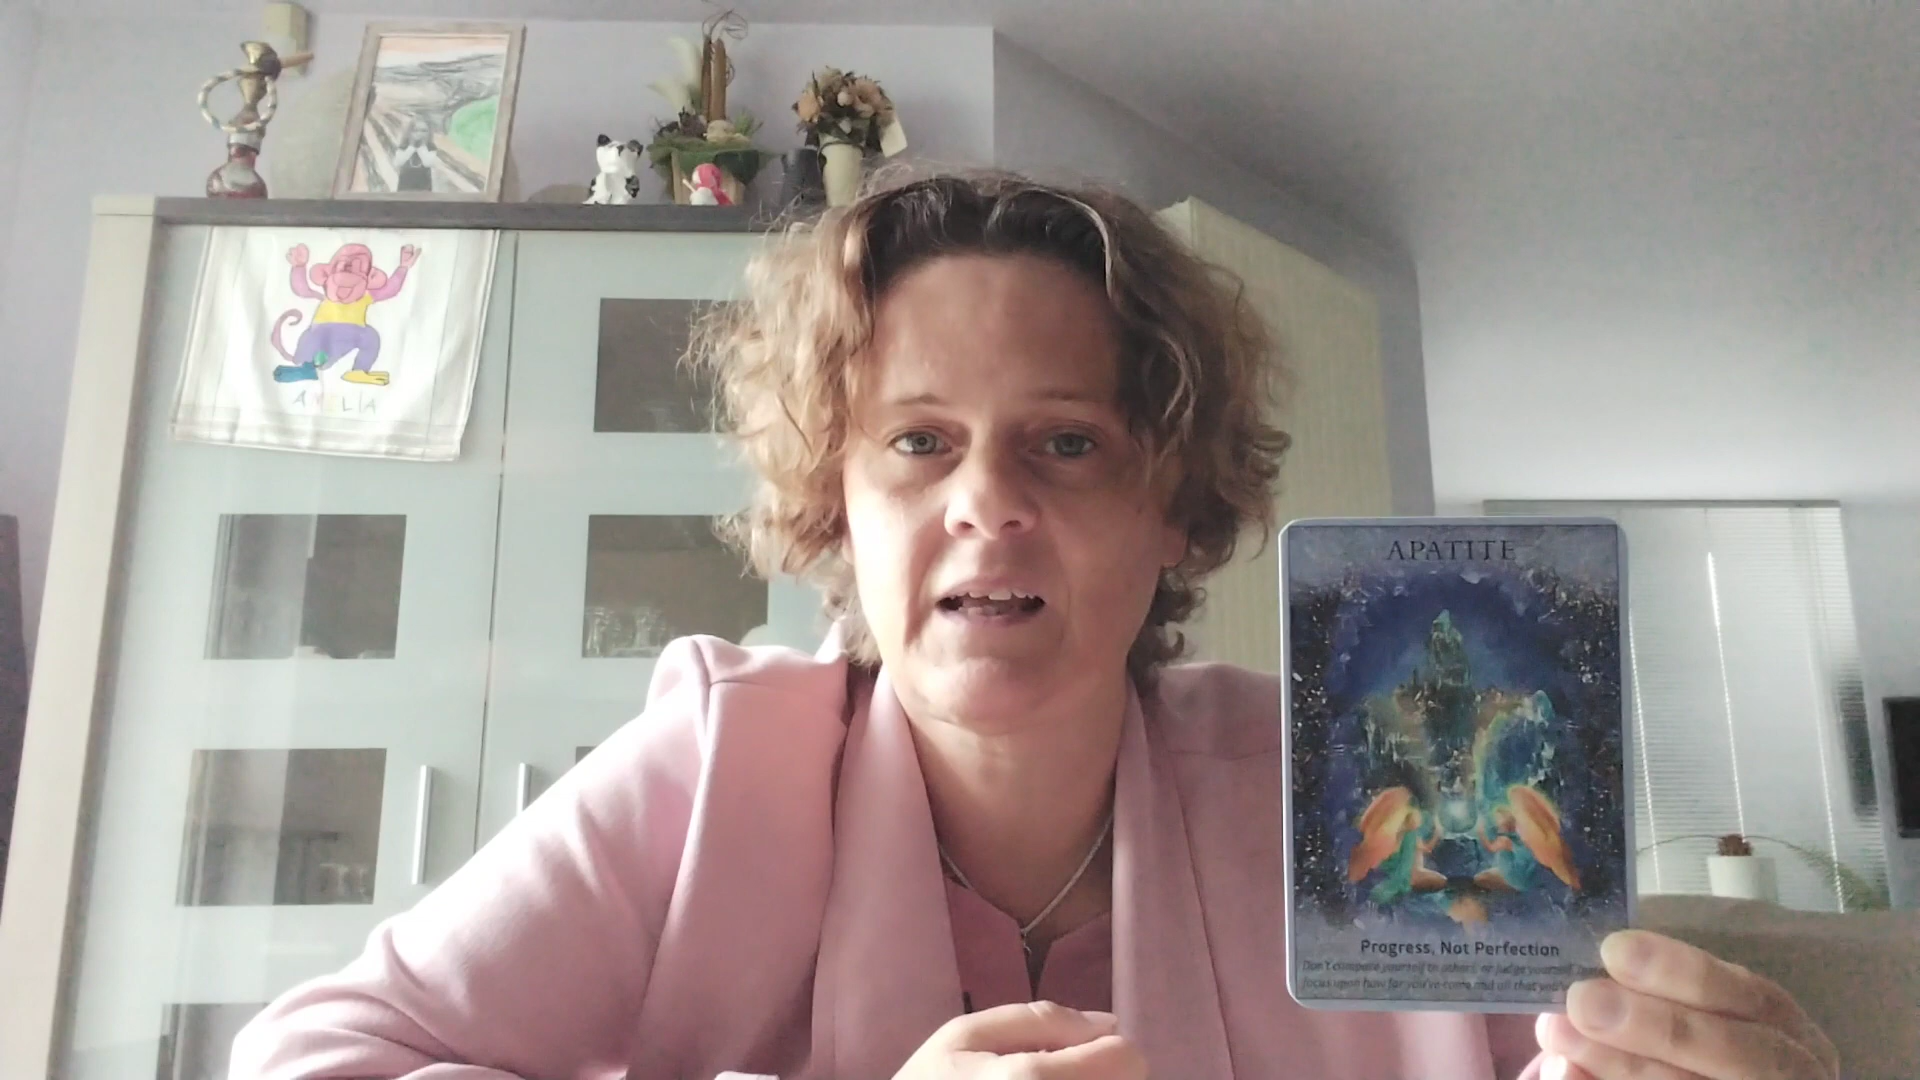 AMELIA
APATITE
Progress, Not Perfection
Don't compare yourself to others, or judge yourself.
focus upon how far you've come and all that you've